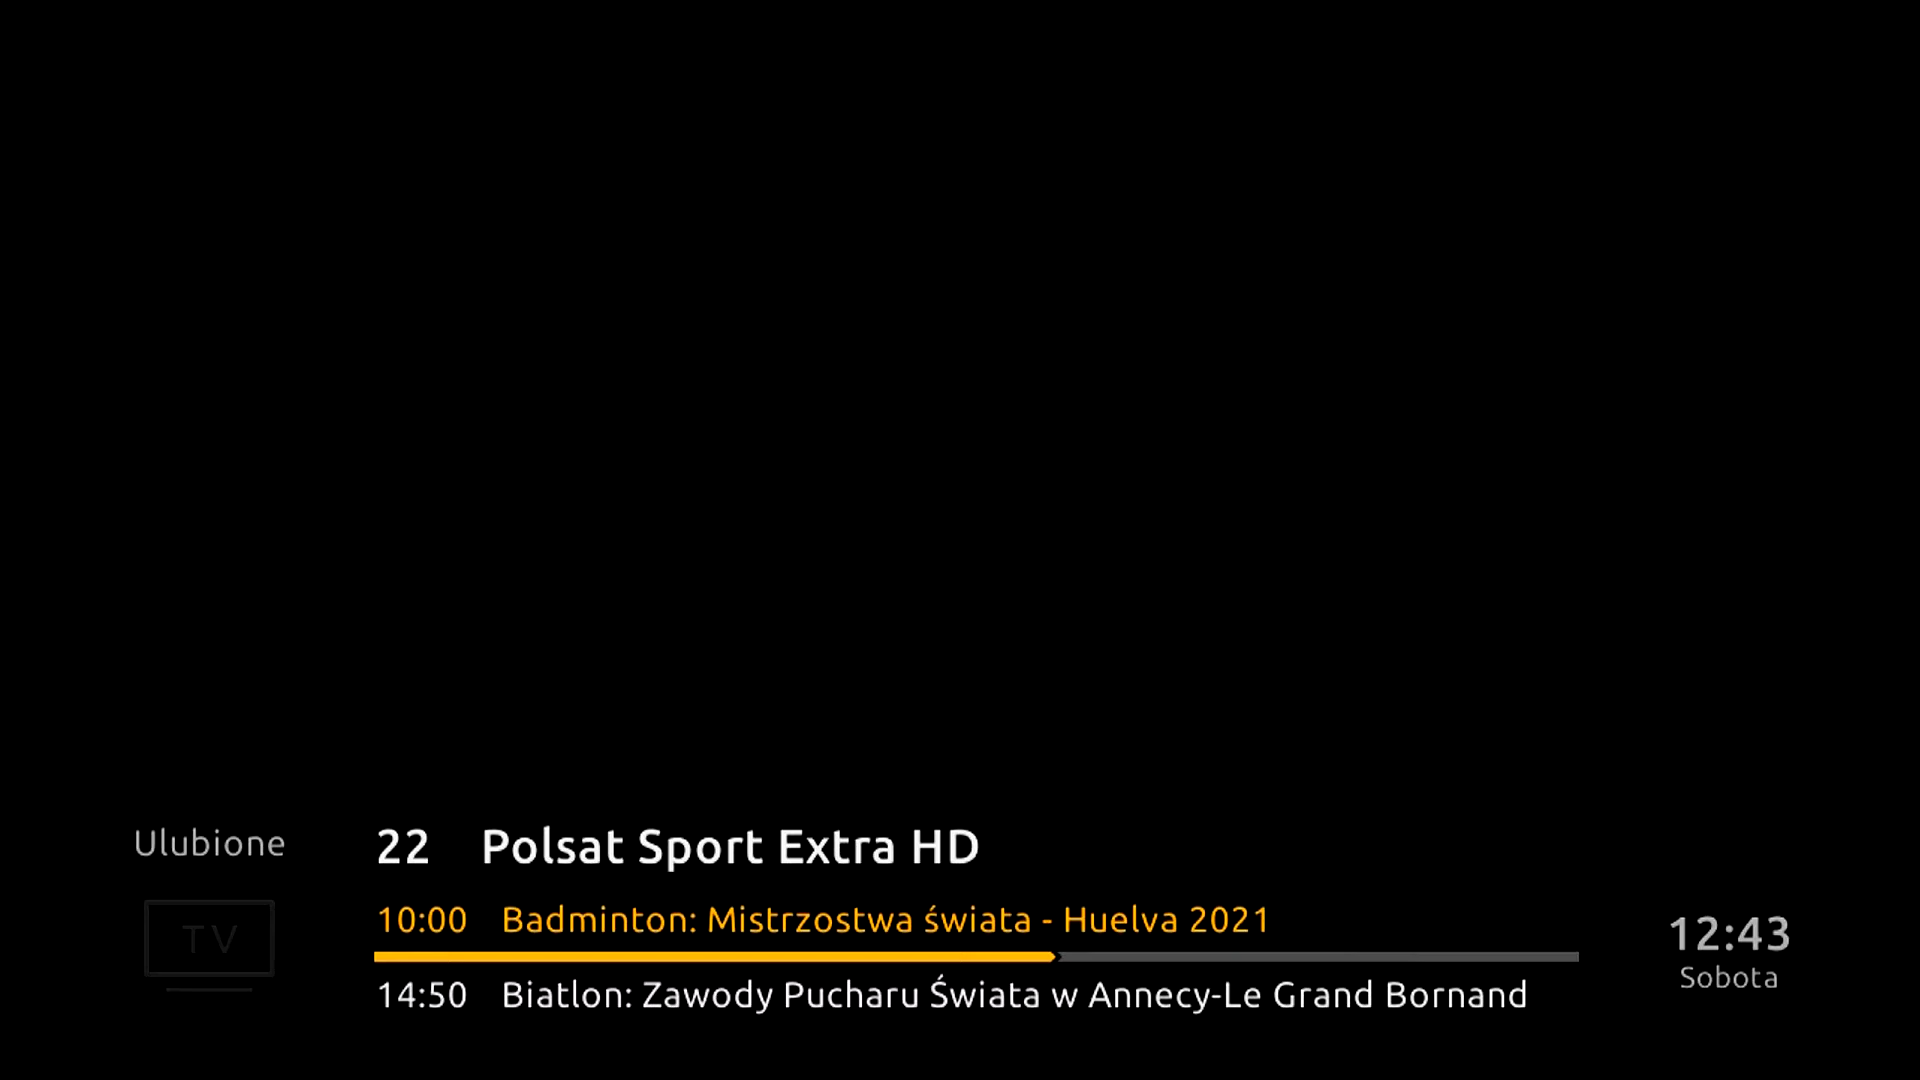 Ulubione
22 Polsat Sport Extra HD
TV
10:00 Badminton: Mistrzostwa świata - Huelva 2021
12:43
Sobota
14:50 Biatlon: Zawody Pucharu Świata w Annecy-Le Grand Bornand